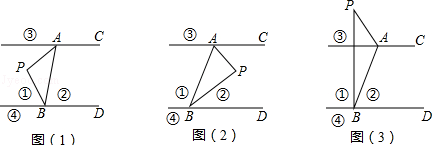 ③ A C
P
① ②
④ B D
图（1）
③ A C
P
① ②
④ B D
图（2）
P
③ A C
① ②
④ B D
图（3）